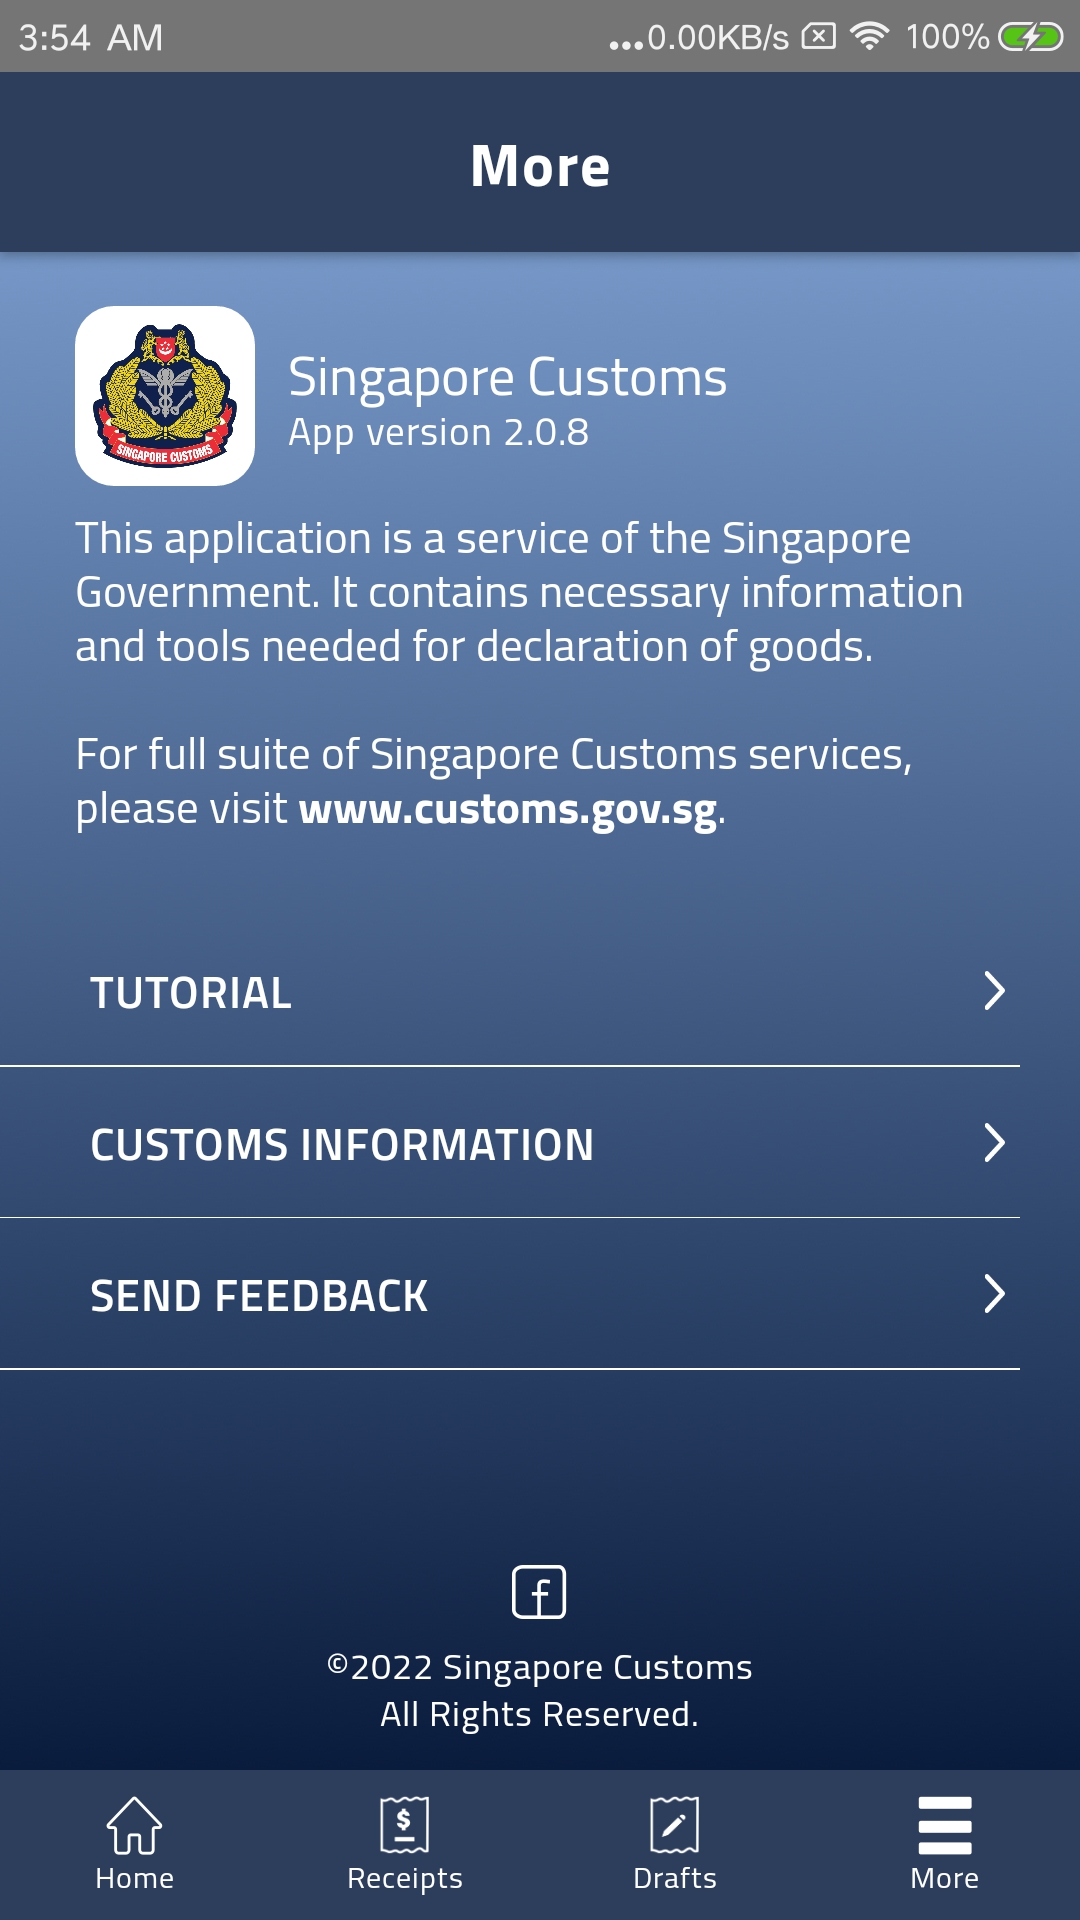 3:54 AM
...0.00KB/s 100%
More
SINGAPORE CUSTOMS
Singapore Customs
App version 2.0.8
This application is a service of the Singapore
Government. It contains necessary information
and tools needed for declaration of goods.
For full suite of Singapore Customs services,
please visit www.customs.gov.sg.
TUTORIAL
CUSTOMS INFORMATION
SEND FEEDBACK
©2022 Singapore Customs
All Rights Reserved.
Home Receipts Drafts More